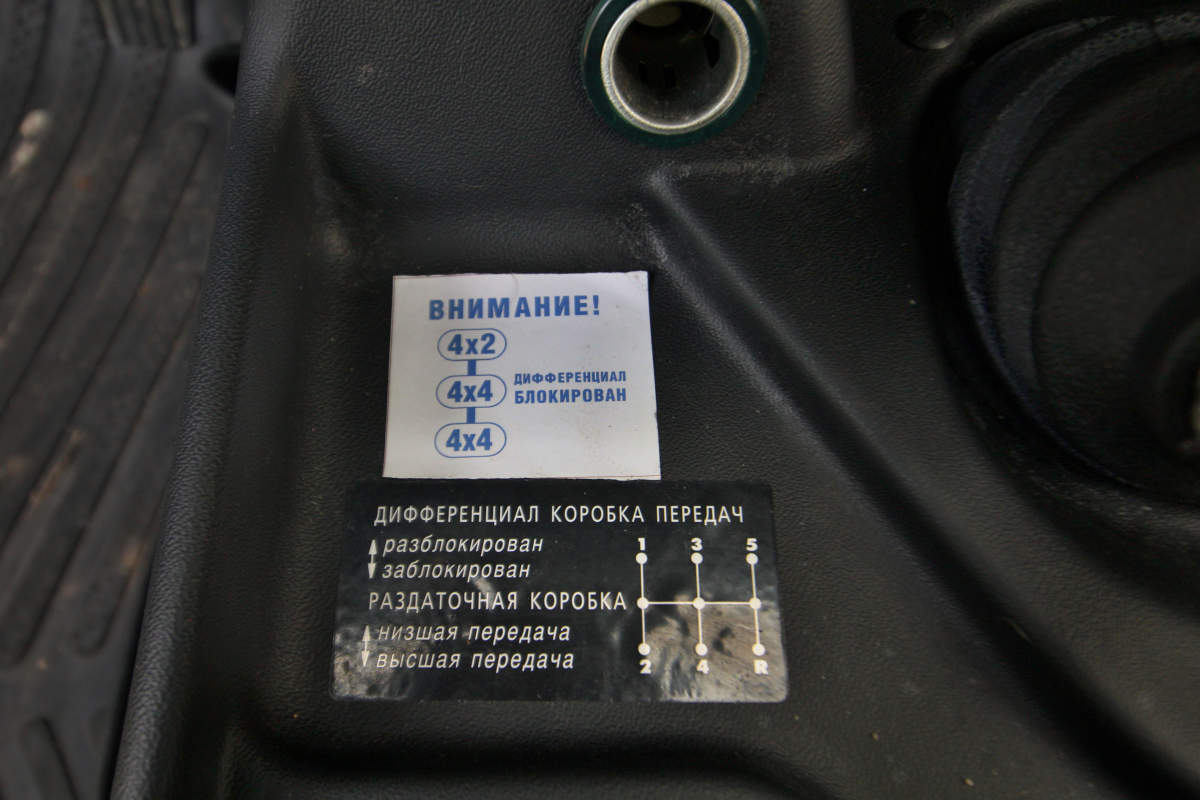 ВНИМАНИЕ!
4x2
4x4 ДИФФЕРЕНЦИАЛ БЛОКИРОВАН
4x4
ДИФФЕРЕНЦИАЛ КОРОБКА ПЕРЕДАЧ
разблокирован 1 3 5
заблокирован
РАЗДАТОЧНАЯ КОРОБКА
низшая передача
высшая передача 2 4 R